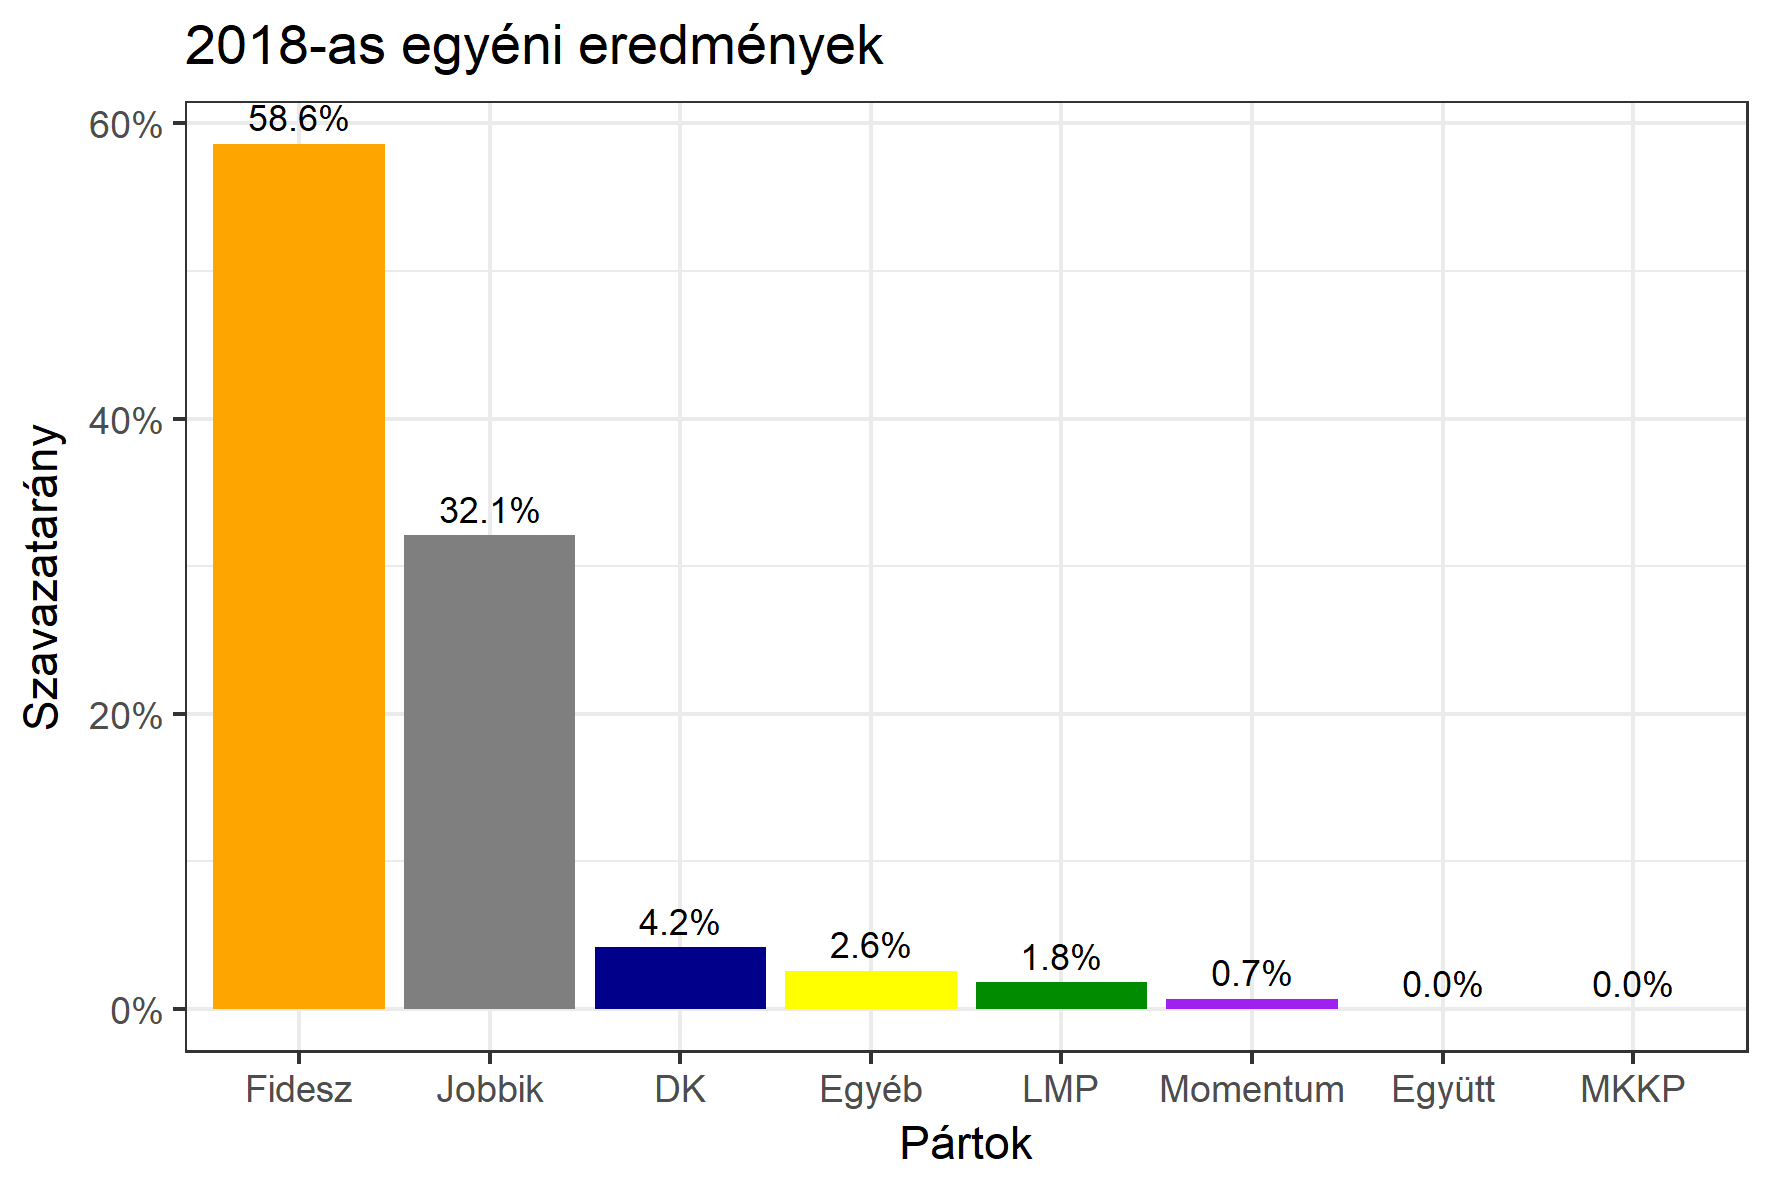 2018-as egyéni eredmények
Szavazatarány
60%
40%
20%
0%
58.6%
32.1%
4.2%
2.6%
1.8%
0.7%
0.0%
0.0%
Fidesz
Jobbik
DK
Egyéb
LMP
Momentum
Együtt
MKKP
Pártok